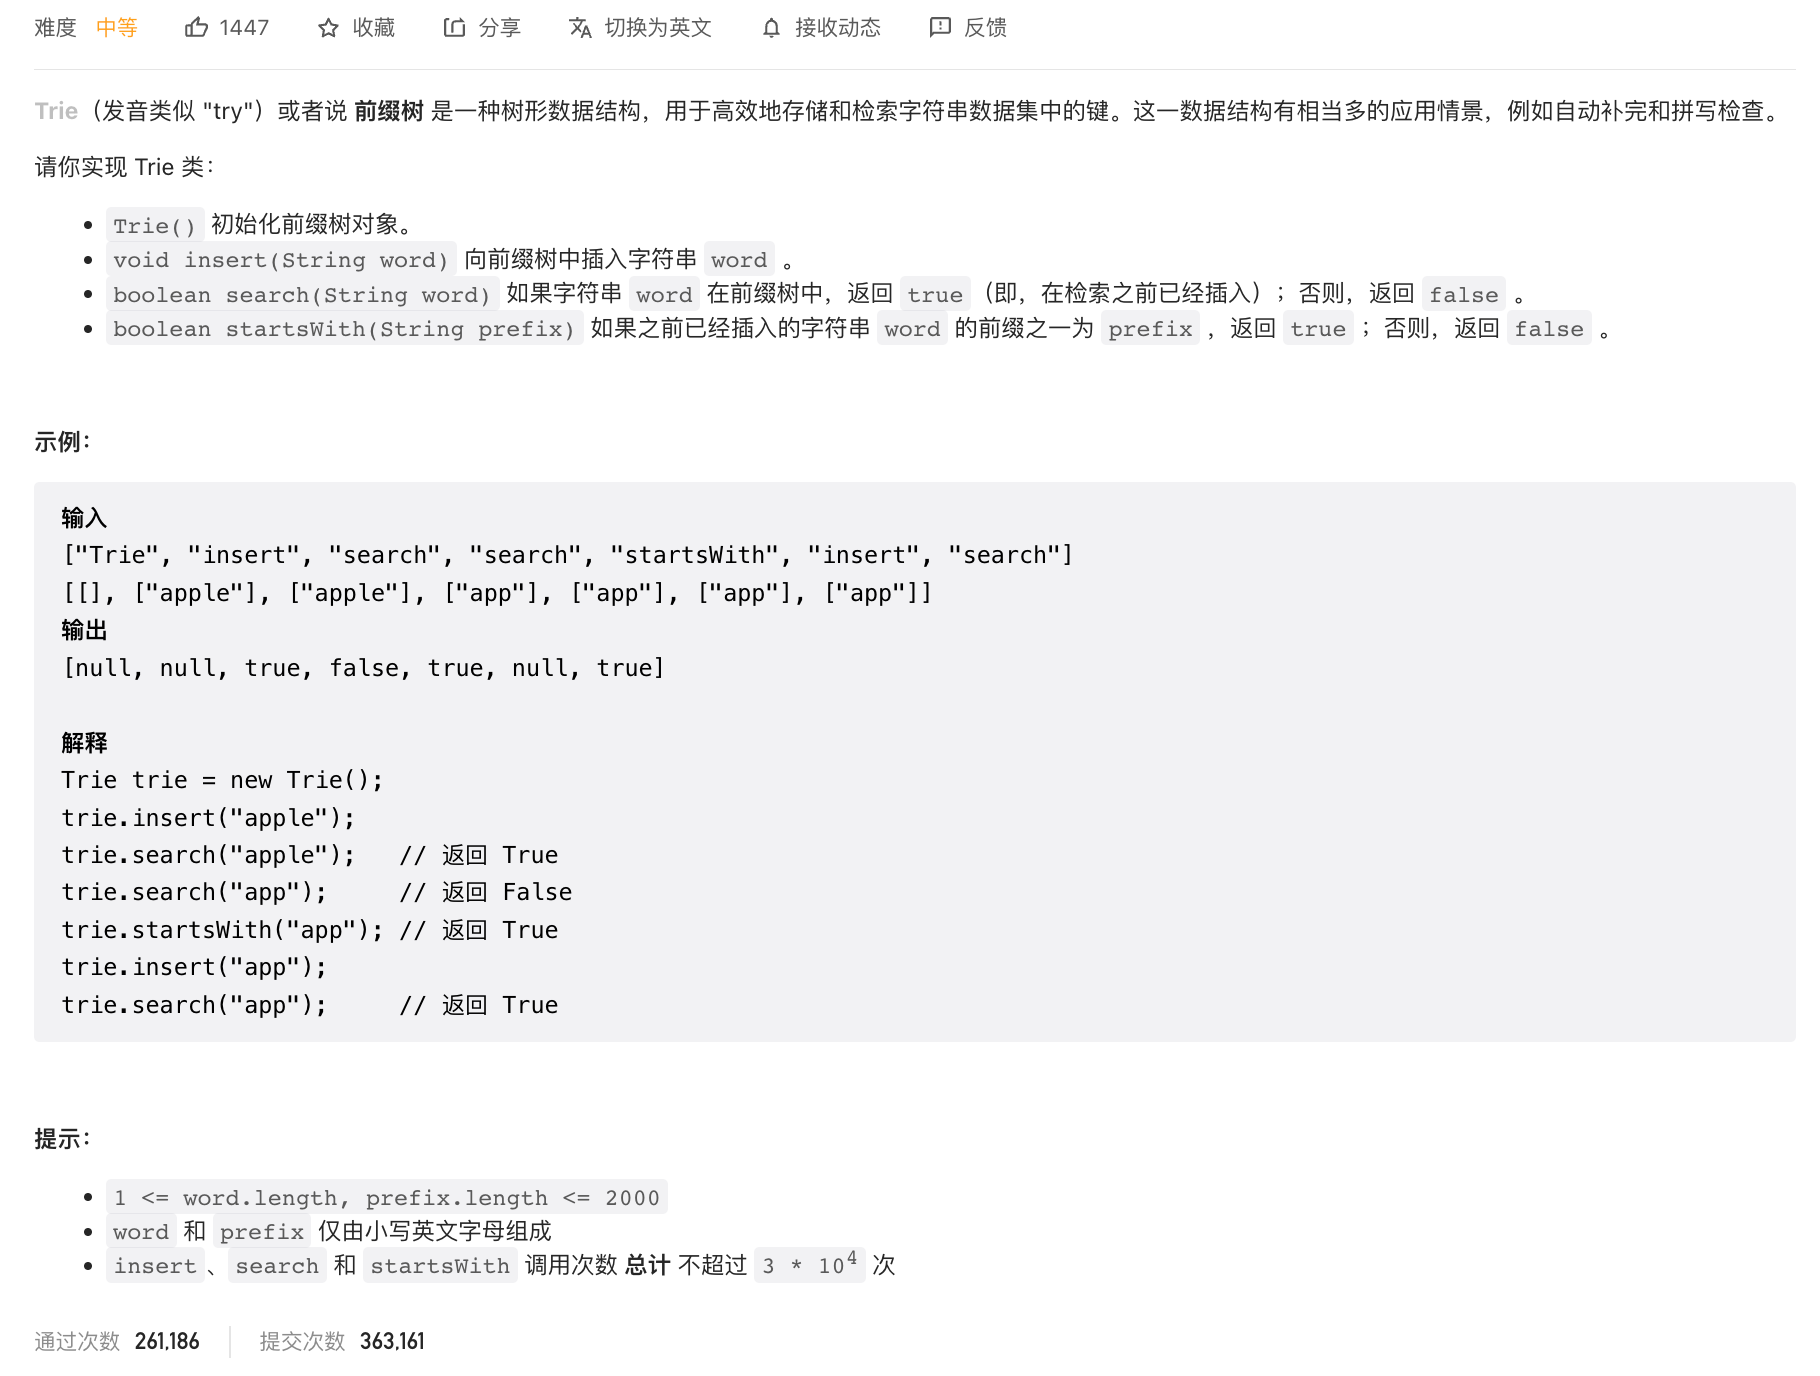 难度 中等 1447 收藏 分享 切换为英文 接收动态 反馈
Trie（发音类似 "try"）或者说 前缀树 是一种树形数据结构，用于高效地存储和检索字符串数据集中的键。这一数据结构有相当多的应用情景，例如自动补完和拼写检查。
请你实现 Trie 类：
Trie() 初始化前缀树对象。
void insert(String word) 向前缀树中插入字符串 word 。
boolean search(String word) 如果字符串 word 在前缀树中，返回 true（即，在检索之前已经插入）；否则，返回 false 。
boolean startsWith(String prefix) 如果之前已经插入的字符串 word 的前缀之一为 prefix ，返回 true ；否则，返回 false 。
示例：
输入
["Trie", "insert", "search", "search", "startsWith", "insert", "search"]
[[], ["apple"], ["apple"], ["app"], ["app"], ["app"], ["app"]]
输出
[null, null, true, false, true, null, true]
解释
Trie trie = new Trie();
trie.insert("apple");
trie.search("apple");   // 返回 True
trie.search("app");     // 返回 False
trie.startsWith("app"); // 返回 True
trie.insert("app");
trie.search("app");     // 返回 True
提示：
1 <= word.length, prefix.length <= 2000
word 和 prefix 仅由小写英文字母组成
insert、search 和 startsWith 调用次数 总计 不超过 3 * 10⁴ 次
通过次数 261,186 提交次数 363,161